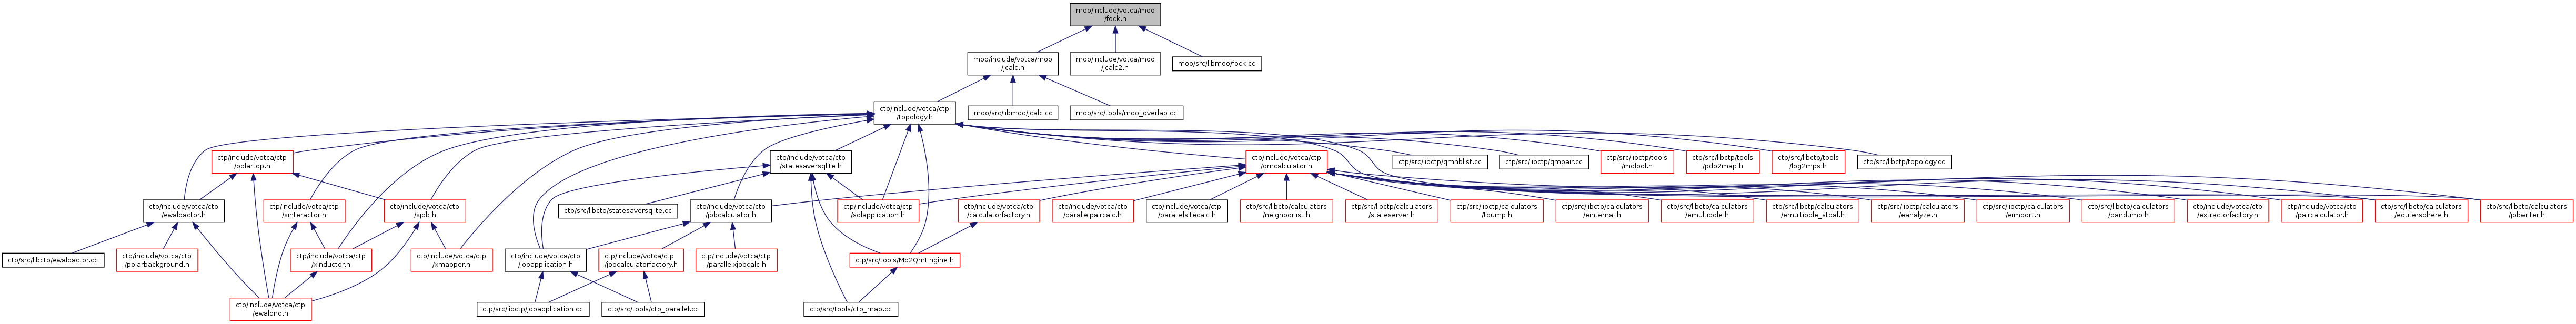 moo/include/votca/moo
/fock.h
moo/include/votca/moo
/jcalc.h
moo/include/votca/moo
/jcalc2.h
moo/src/libmoo/fock.cc
ctp/include/votca/ctp
/topology.h
moo/src/libmoo/jcalc.cc
moo/src/tools/moo_overlap.cc
ctp/include/votca/ctp
/polartop.h
ctp/include/votca/ctp
/statesaversqlite.h
ctp/include/votca/ctp
/qmcalculator.h
ctp/src/libctp/qmnblist.cc
ctp/src/libctp/qmpair.cc
ctp/src/libctp/tools
/molpol.h
ctp/src/libctp/tools
/pdb2map.h
ctp/src/libctp/tools
/log2mps.h
ctp/src/libctp/topology.cc
ctp/include/votca/ctp
/ewaldactor.h
ctp/include/votca/ctp
/xinteractor.h
ctp/include/votca/ctp
/xjob.h
ctp/src/libctp/statesaversqlite.cc
ctp/include/votca/ctp
/jobcalculator.h
ctp/include/votca/ctp
/sqlapplication.h
ctp/include/votca/ctp
/calculatorfactory.h
ctp/include/votca/ctp
/parallelpaircalc.h
ctp/include/votca/ctp
/parallelsitecalc.h
ctp/src/libctp/calculators
/neighborlist.h
ctp/src/libctp/calculators
/stateserver.h
ctp/src/libctp/calculators
/tdump.h
ctp/src/libctp/calculators
/einternal.h
ctp/src/libctp/calculators
/emultipole.h
ctp/src/libctp/calculators
/emultipole_stdal.h
ctp/src/libctp/calculators
/eanalyze.h
ctp/src/libctp/calculators
/eimport.h
ctp/src/libctp/calculators
/pairdump.h
ctp/include/votca/ctp
/extractorfactory.h
ctp/include/votca/ctp
/paircalculator.h
ctp/src/libctp/calculators
/eoutersphere.h
ctp/src/libctp/calculators
/jobwriter.h
ctp/src/libctp/ewaldactor.cc
ctp/include/votca/ctp
/polarbackground.h
ctp/include/votca/ctp
/xinductor.h
ctp/include/votca/ctp
/xmapper.h
ctp/include/votca/ctp
/jobapplication.h
ctp/include/votca/ctp
/jobcalculatorfactory.h
ctp/include/votca/ctp
/parallelxjobcalc.h
ctp/src/tools/Md2QmEngine.h
ctp/include/votca/ctp
/ewaldnd.h
ctp/src/libctp/jobapplication.cc
ctp/src/tools/ctp_parallel.cc
ctp/src/tools/ctp_map.cc